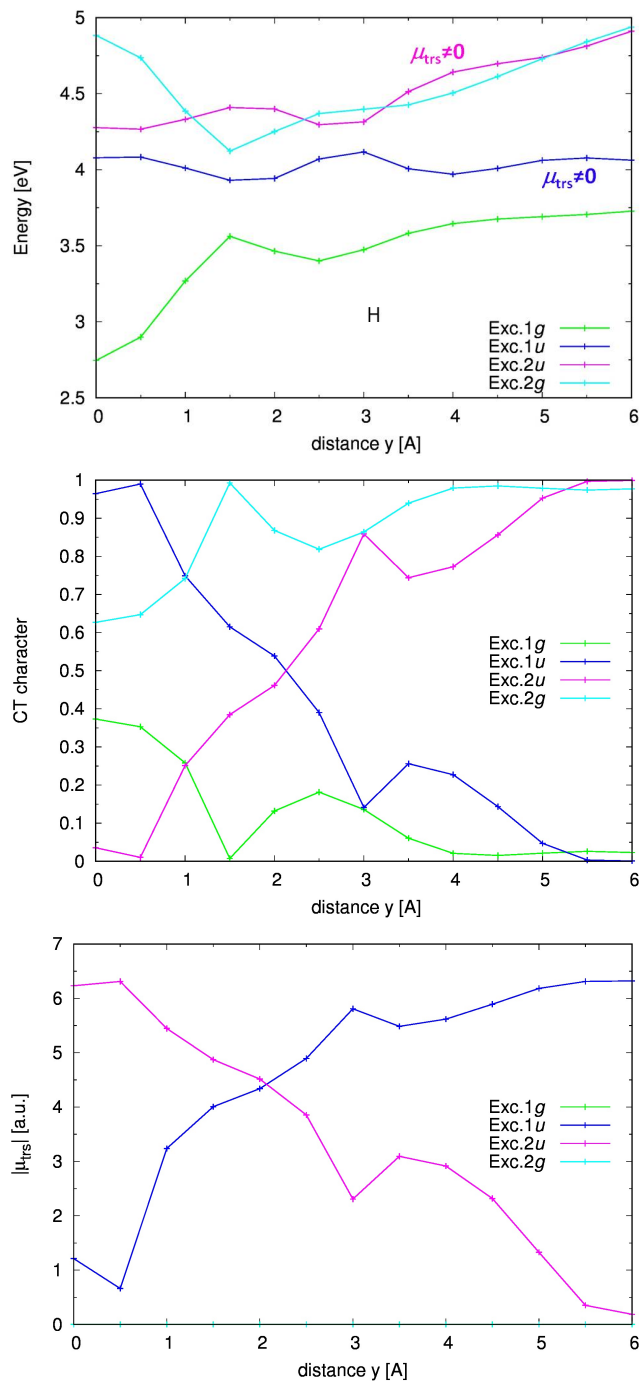 5
4.5
4
3.5
3
2.5
Energy [eV]
μtrs≠0
μtrs≠0
H
Exc.1g
Exc.1u
Exc.2u
Exc.2g
0 1 2 3 4 5 6
distance y [A]
1
0.9
0.8
0.7
0.6
0.5
0.4
0.3
0.2
0.1
0
CT character
Exc.1g
Exc.1u
Exc.2u
Exc.2g
0 1 2 3 4 5 6
distance y [A]
7
6
5
4
3
2
1
0
|μtrs| [a.u.]
Exc.1g
Exc.1u
Exc.2u
Exc.2g
0 1 2 3 4 5 6
distance y [A]